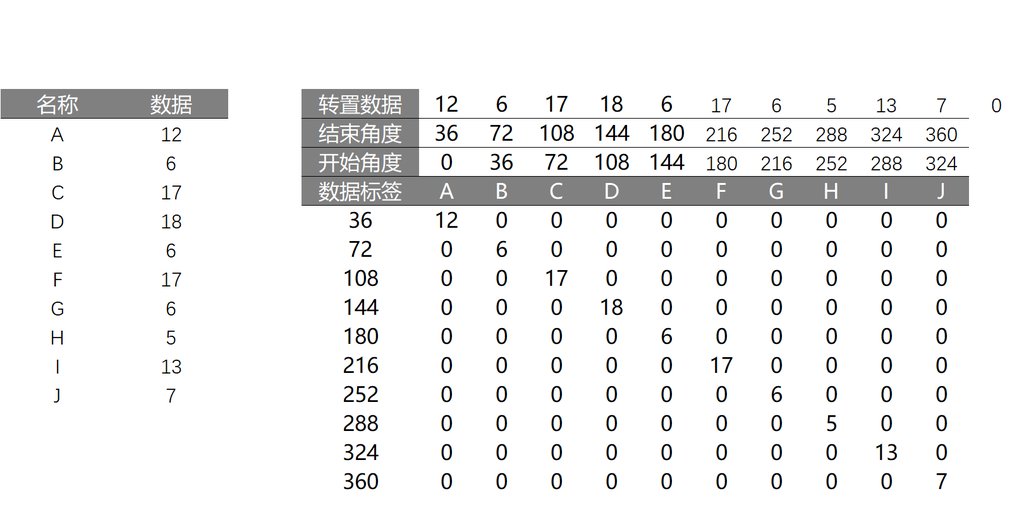 名称 数据 转置数据 12 6 17 18 6 17 6 5 13 7 0
A 12 结束角度 36 72 108 144 180 216 252 288 324 360
B 6 开始角度 0 36 72 108 144 180 216 252 288 324
C 17 数据标签 A B C D E F G H I J
D 18 36 12 0 0 0 0 0 0 0 0 0
E 6 72 0 6 0 0 0 0 0 0 0 0
F 17 108 0 0 17 0 0 0 0 0 0 0
G 6 144 0 0 0 18 0 0 0 0 0 0
H 5 180 0 0 0 0 6 0 0 0 0 0
I 13 216 0 0 0 0 0 17 0 0 0 0
J 7 252 0 0 0 0 0 0 6 0 0 0
288 0 0 0 0 0 0 0 5 0 0
324 0 0 0 0 0 0 0 0 13 0
360 0 0 0 0 0 0 0 0 0 7